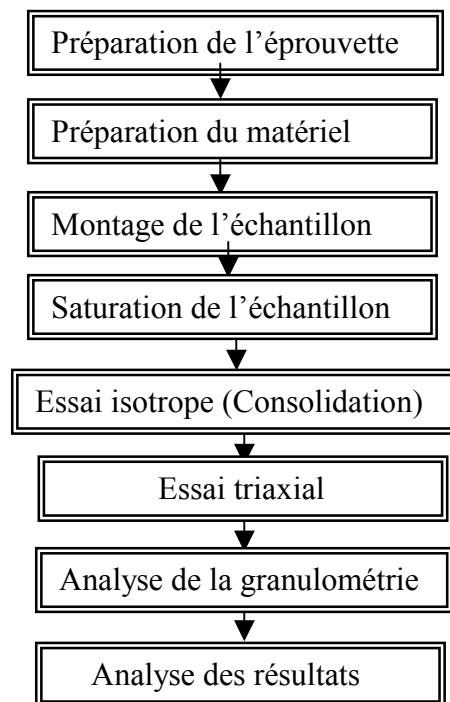 Préparation de l’éprouvette
Préparation du matériel
Montage de l’échantillon
Saturation de l’échantillon
Essai isotrope (Consolidation)
Essai triaxial
Analyse de la granulométrie
Analyse des résultats